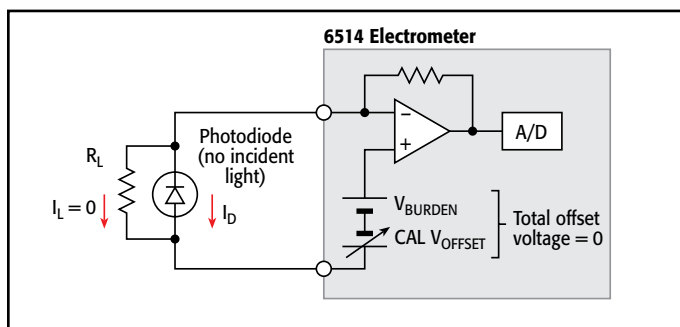 6514 Electrometer
Photodiode
(no incident
light)
R_L
I_L = 0
I_D
−
+
A/D
V_BURDEN
CAL V_OFFSET
Total offset
voltage = 0